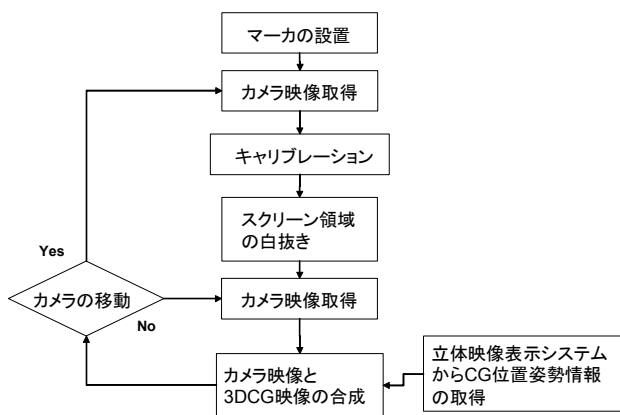 マーカの設置
カメラ映像取得
キャリブレーション
スクリーン領域
の白抜き
Yes
カメラの移動
No
カメラ映像取得
カメラ映像と
3DCG映像の合成
立体映像表示システム
からCG位置姿勢情報
の取得